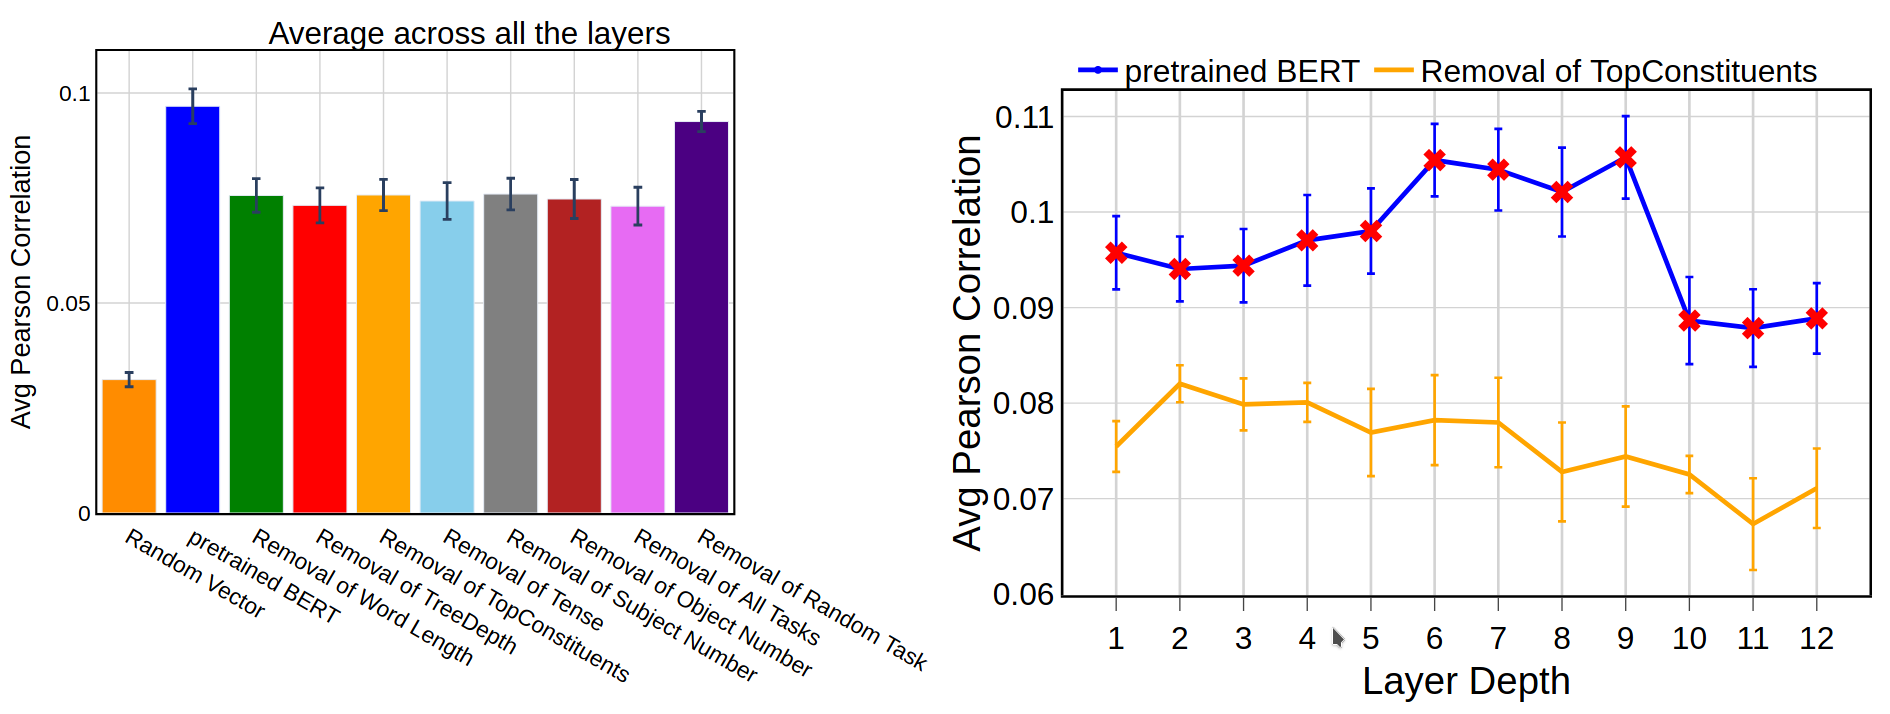 Average across all the layers
Avg Pearson Correlation
0.1
0.05
0
Random Vector
pretrained BERT
Removal of Word Length
Removal of TreeDepth
Removal of TopConstituents
Removal of Tense
Removal of Subject Number
Removal of Object Number
Removal of All Tasks
Removal of Random Task
pretrained BERT Removal of TopConstituents
Avg Pearson Correlation
0.11
0.1
0.09
0.08
0.07
0.06
1 2 3 4 5 6 7 8 9 10 11 12
Layer Depth